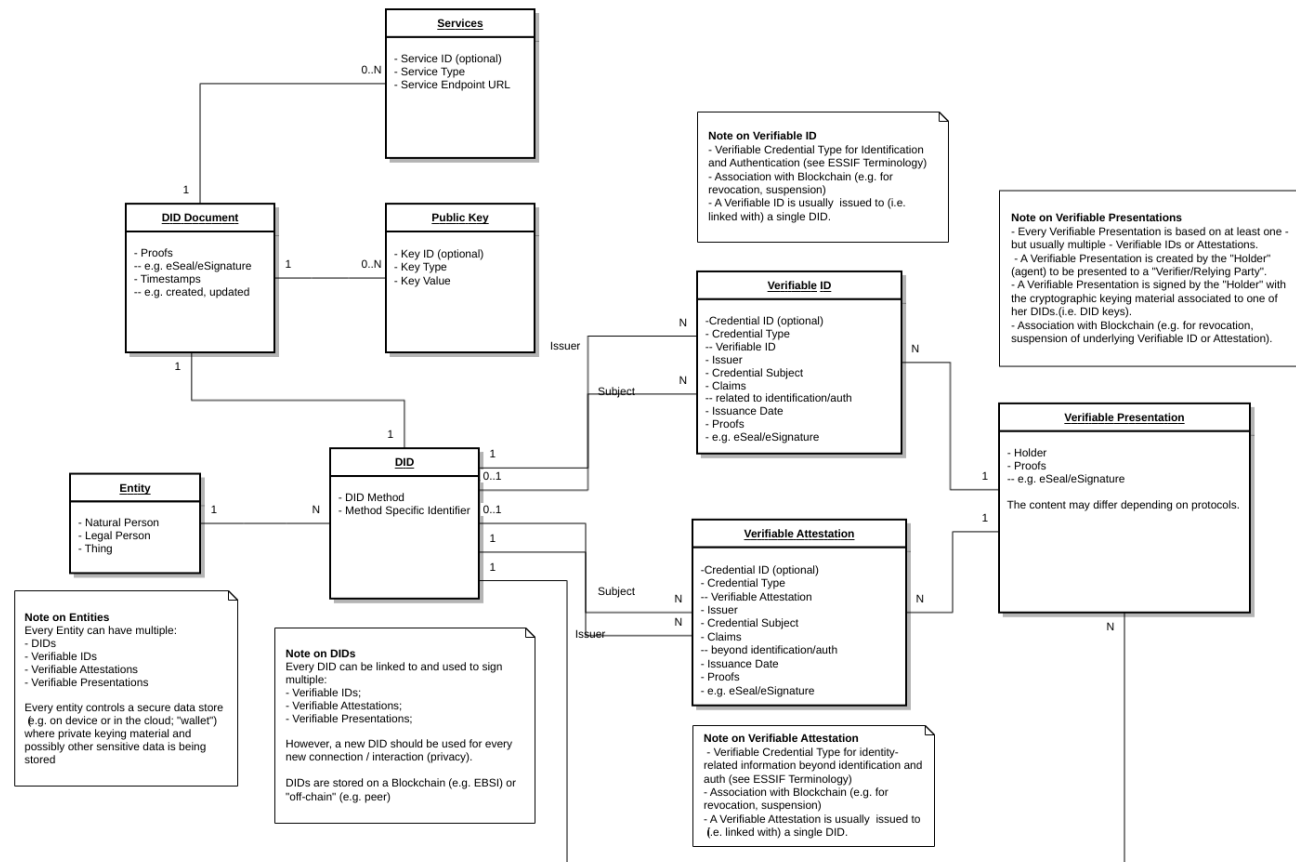 Services
- Service ID (optional)
- Service Type
- Service Endpoint URL
0..N
1
DID Document
- Proofs
-- e.g. eSeal/eSignature
- Timestamps
-- e.g. created, updated
1
0..N
Public Key
- Key ID (optional)
- Key Type
- Key Value
1
1
Note on Verifiable ID
- Verifiable Credential Type for Identification
and Authentication (see ESSIF Terminology)
- Association with Blockchain (e.g. for
revocation, suspension)
- A Verifiable ID is usually  issued to (i.e.
linked with) a single DID.
Note on Verifiable Presentations
- Every Verifiable Presentation is based on at least one -
but usually multiple - Verifiable IDs or Attestations.
- A Verifiable Presentation is created by the "Holder"
(agent) to be presented to a "Verifier/Relying Party".
- A Verifiable Presentation is signed by the "Holder" with
the cryptographic keying material associated to one of
her DIDs.(i.e. DID keys).
- Association with Blockchain (e.g. for revocation,
suspension of underlying Verifiable ID or Attestation).
Verifiable ID
-Credential ID (optional)
- Credential Type
-- Verifiable ID
- Issuer
- Credential Subject
- Claims
-- related to identification/auth
- Issuance Date
- Proofs
- e.g. eSeal/eSignature
N
Issuer
N
Subject
N
Verifiable Presentation
- Holder
- Proofs
-- e.g. eSeal/eSignature
The content may differ depending on protocols.
1
1
N
Entity
- Natural Person
- Legal Person
- Thing
1
N
DID
- DID Method
- Method Specific Identifier
1
0..1
0..1
1
1
Subject
N
N
Issuer
Verifiable Attestation
-Credential ID (optional)
- Credential Type
-- Verifiable Attestation
- Issuer
- Credential Subject
- Claims
-- beyond identification/auth
- Issuance Date
- Proofs
- e.g. eSeal/eSignature
N
Note on Entities
Every Entity can have multiple:
- DIDs
- Verifiable IDs
- Verifiable Attestations
- Verifiable Presentations
Every entity controls a secure data store
(e.g. on device or in the cloud; "wallet")
where private keying material and
possibly other sensitive data is being
stored
Note on DIDs
Every DID can be linked to and used to sign
multiple:
- Verifiable IDs;
- Verifiable Attestations;
- Verifiable Presentations;
However, a new DID should be used for every
new connection / interaction (privacy).
DIDs are stored on a Blockchain (e.g. EBSI) or
"off-chain" (e.g. peer)
Note on Verifiable Attestation
- Verifiable Credential Type for identity-
related information beyond identification and
auth (see ESSIF Terminology)
- Association with Blockchain (e.g. for
revocation, suspension)
- A Verifiable Attestation is usually  issued to
(i.e. linked with) a single DID.